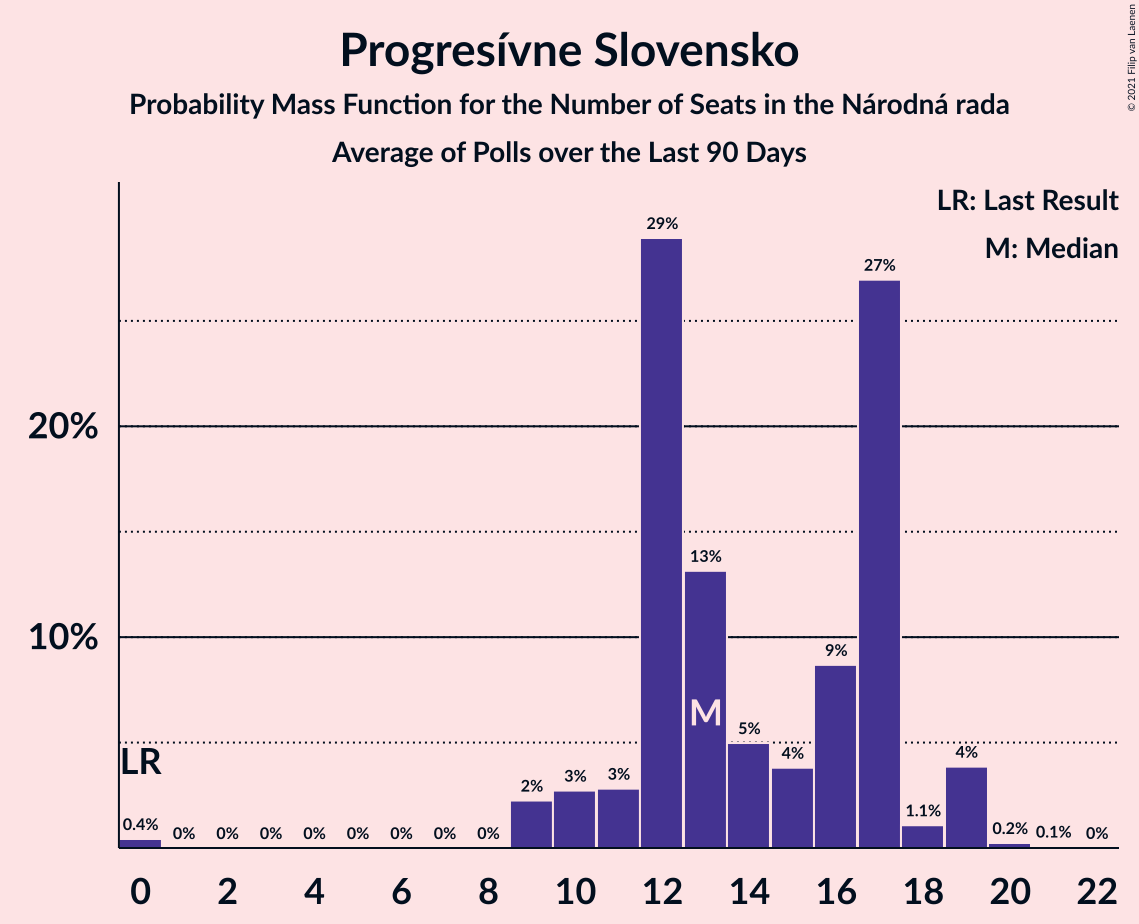 Progresívne Slovensko
Probability Mass Function for the Number of Seats in the Národná rada
Average of Polls over the Last 90 Days
© 2021 Filip van Laenen
LR: Last Result
M: Median
29%
27%
20%
13%
10%
9%
M
5%
LR
4%
4%
2%
3%
3%
0.4%
0%
0%
0%
0%
0%
0%
0%
0%
1.1%
0.2%
0.1%
0%
0 2 4 6 8 10 12 14 16 18 20 22